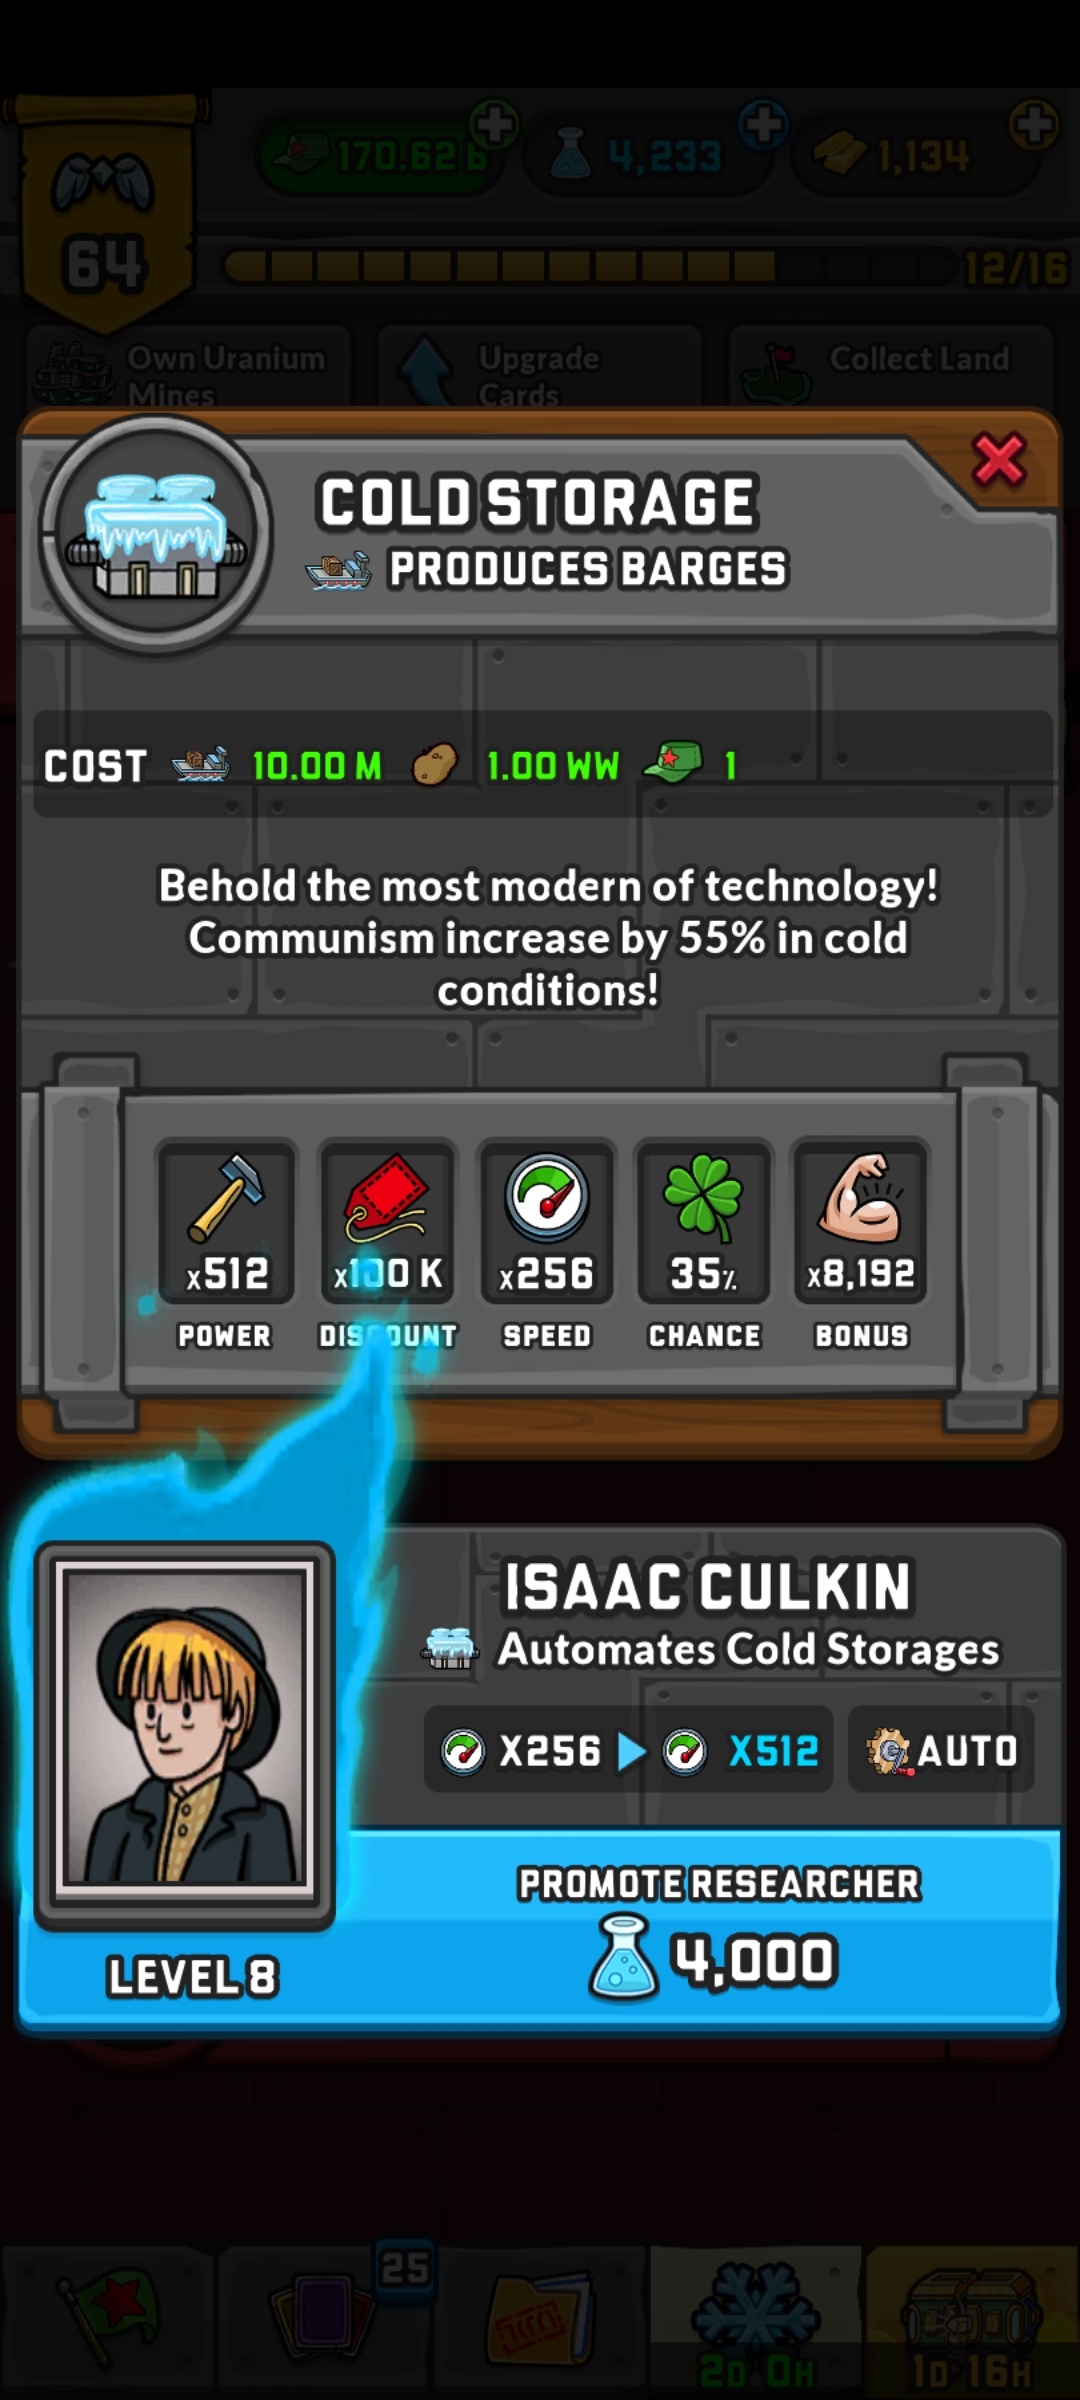 170.62 B
4,233
1,134
64
12/16
Own Uranium
Mines
Upgrade
Cards
Collect Land
COLD STORAGE
PRODUCES BARGES
COST 10.00 M 1.00 WW 1
Behold the most modern of technology!
Communism increase by 55% in cold
conditions!
x512 x100 K x256 35% x8,192
POWER DISCOUNT SPEED CHANCE BONUS
ISAAC CULKIN
Automates Cold Storages
X256 X512 AUTO
PROMOTE RESEARCHER
4,000
LEVEL 8
25
2D 0H
1D 16H